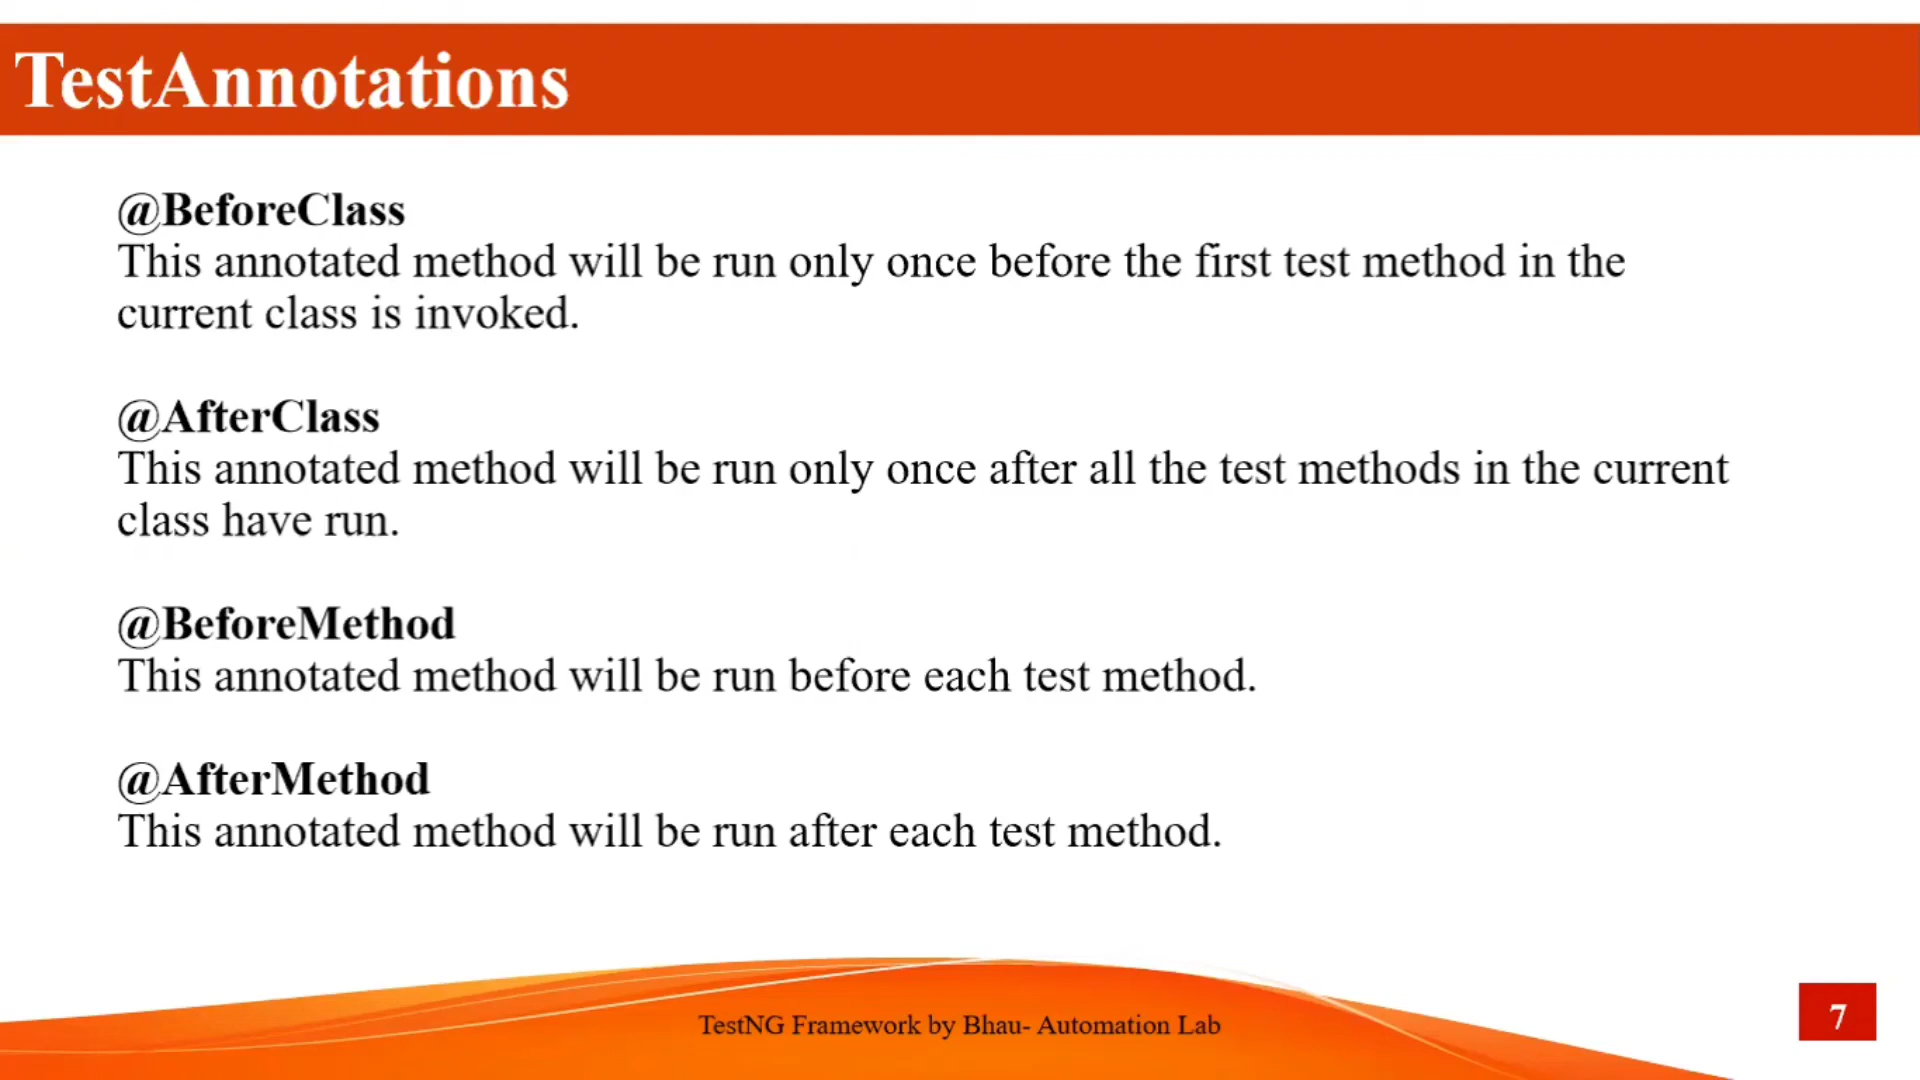 TestAnnotations
@BeforeClass
This annotated method will be run only once before the first test method in the
current class is invoked.
@AfterClass
This annotated method will be run only once after all the test methods in the current
class have run.
@BeforeMethod
This annotated method will be run before each test method.
@AfterMethod
This annotated method will be run after each test method.
TestNG Framework by Bhau- Automation Lab
7